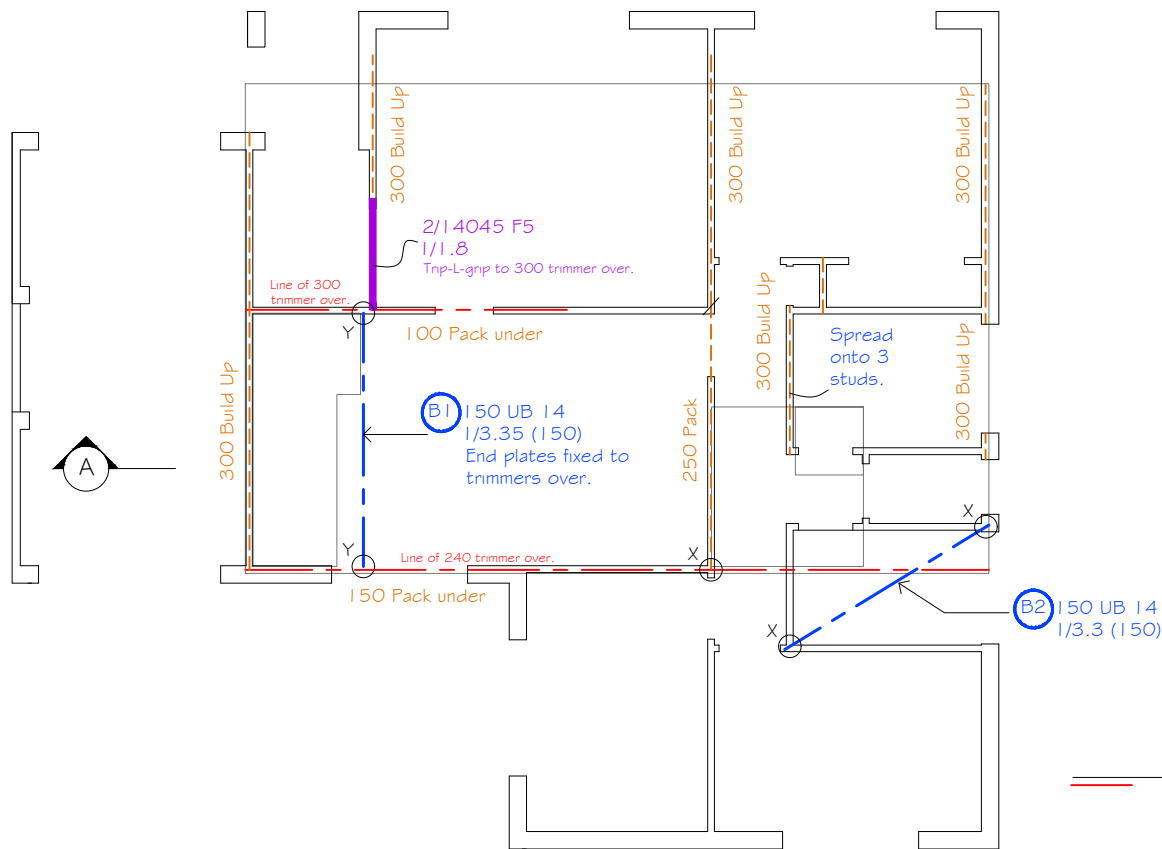 300 Build Up
300 Build Up
300 Build Up
300 Build Up
2/14045 F5
1/1.8
Trip-L-grip to 300 trimmer over.
Line of 300
trimmer over.
Y
100 Pack under
300 Build Up
Spread
onto 3
studs.
300 Build Up
300 Build Up
B1 150 UB 14
1/3.35 (150)
End plates fixed to
trimmers over.
250 Pack
A
X
Y
Line of 240 trimmer over.
X
150 Pack under
X
B2 150 UB 14
1/3.3 (150)